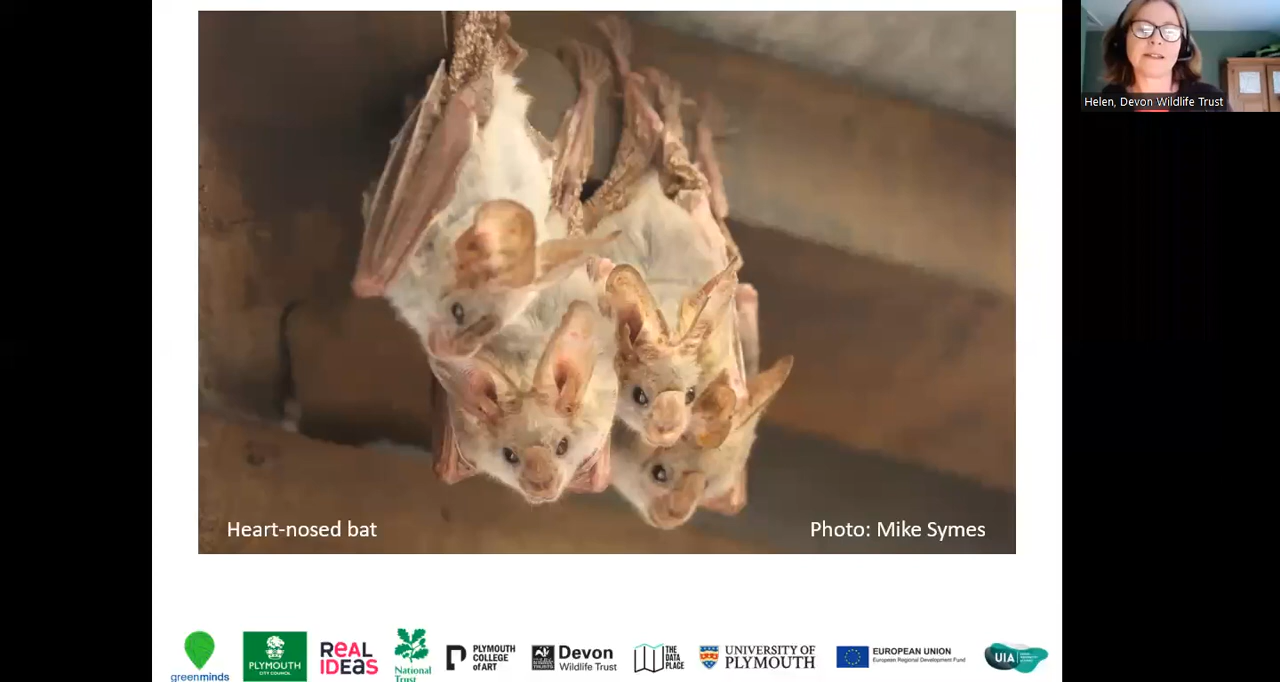 Helen, Devon Wildlife Trust
Heart-nosed bat
Photo: Mike Symes
greenminds
PLYMOUTH
CITY COUNCIL
REAL
IDEAS
National
Trust
PLYMOUTH
COLLEGE
OF ART
Devon
Wildlife Trust
THE
DATA
PLACE
UNIVERSITY OF
PLYMOUTH
EUROPEAN UNION
European Regional Development Fund
UIA